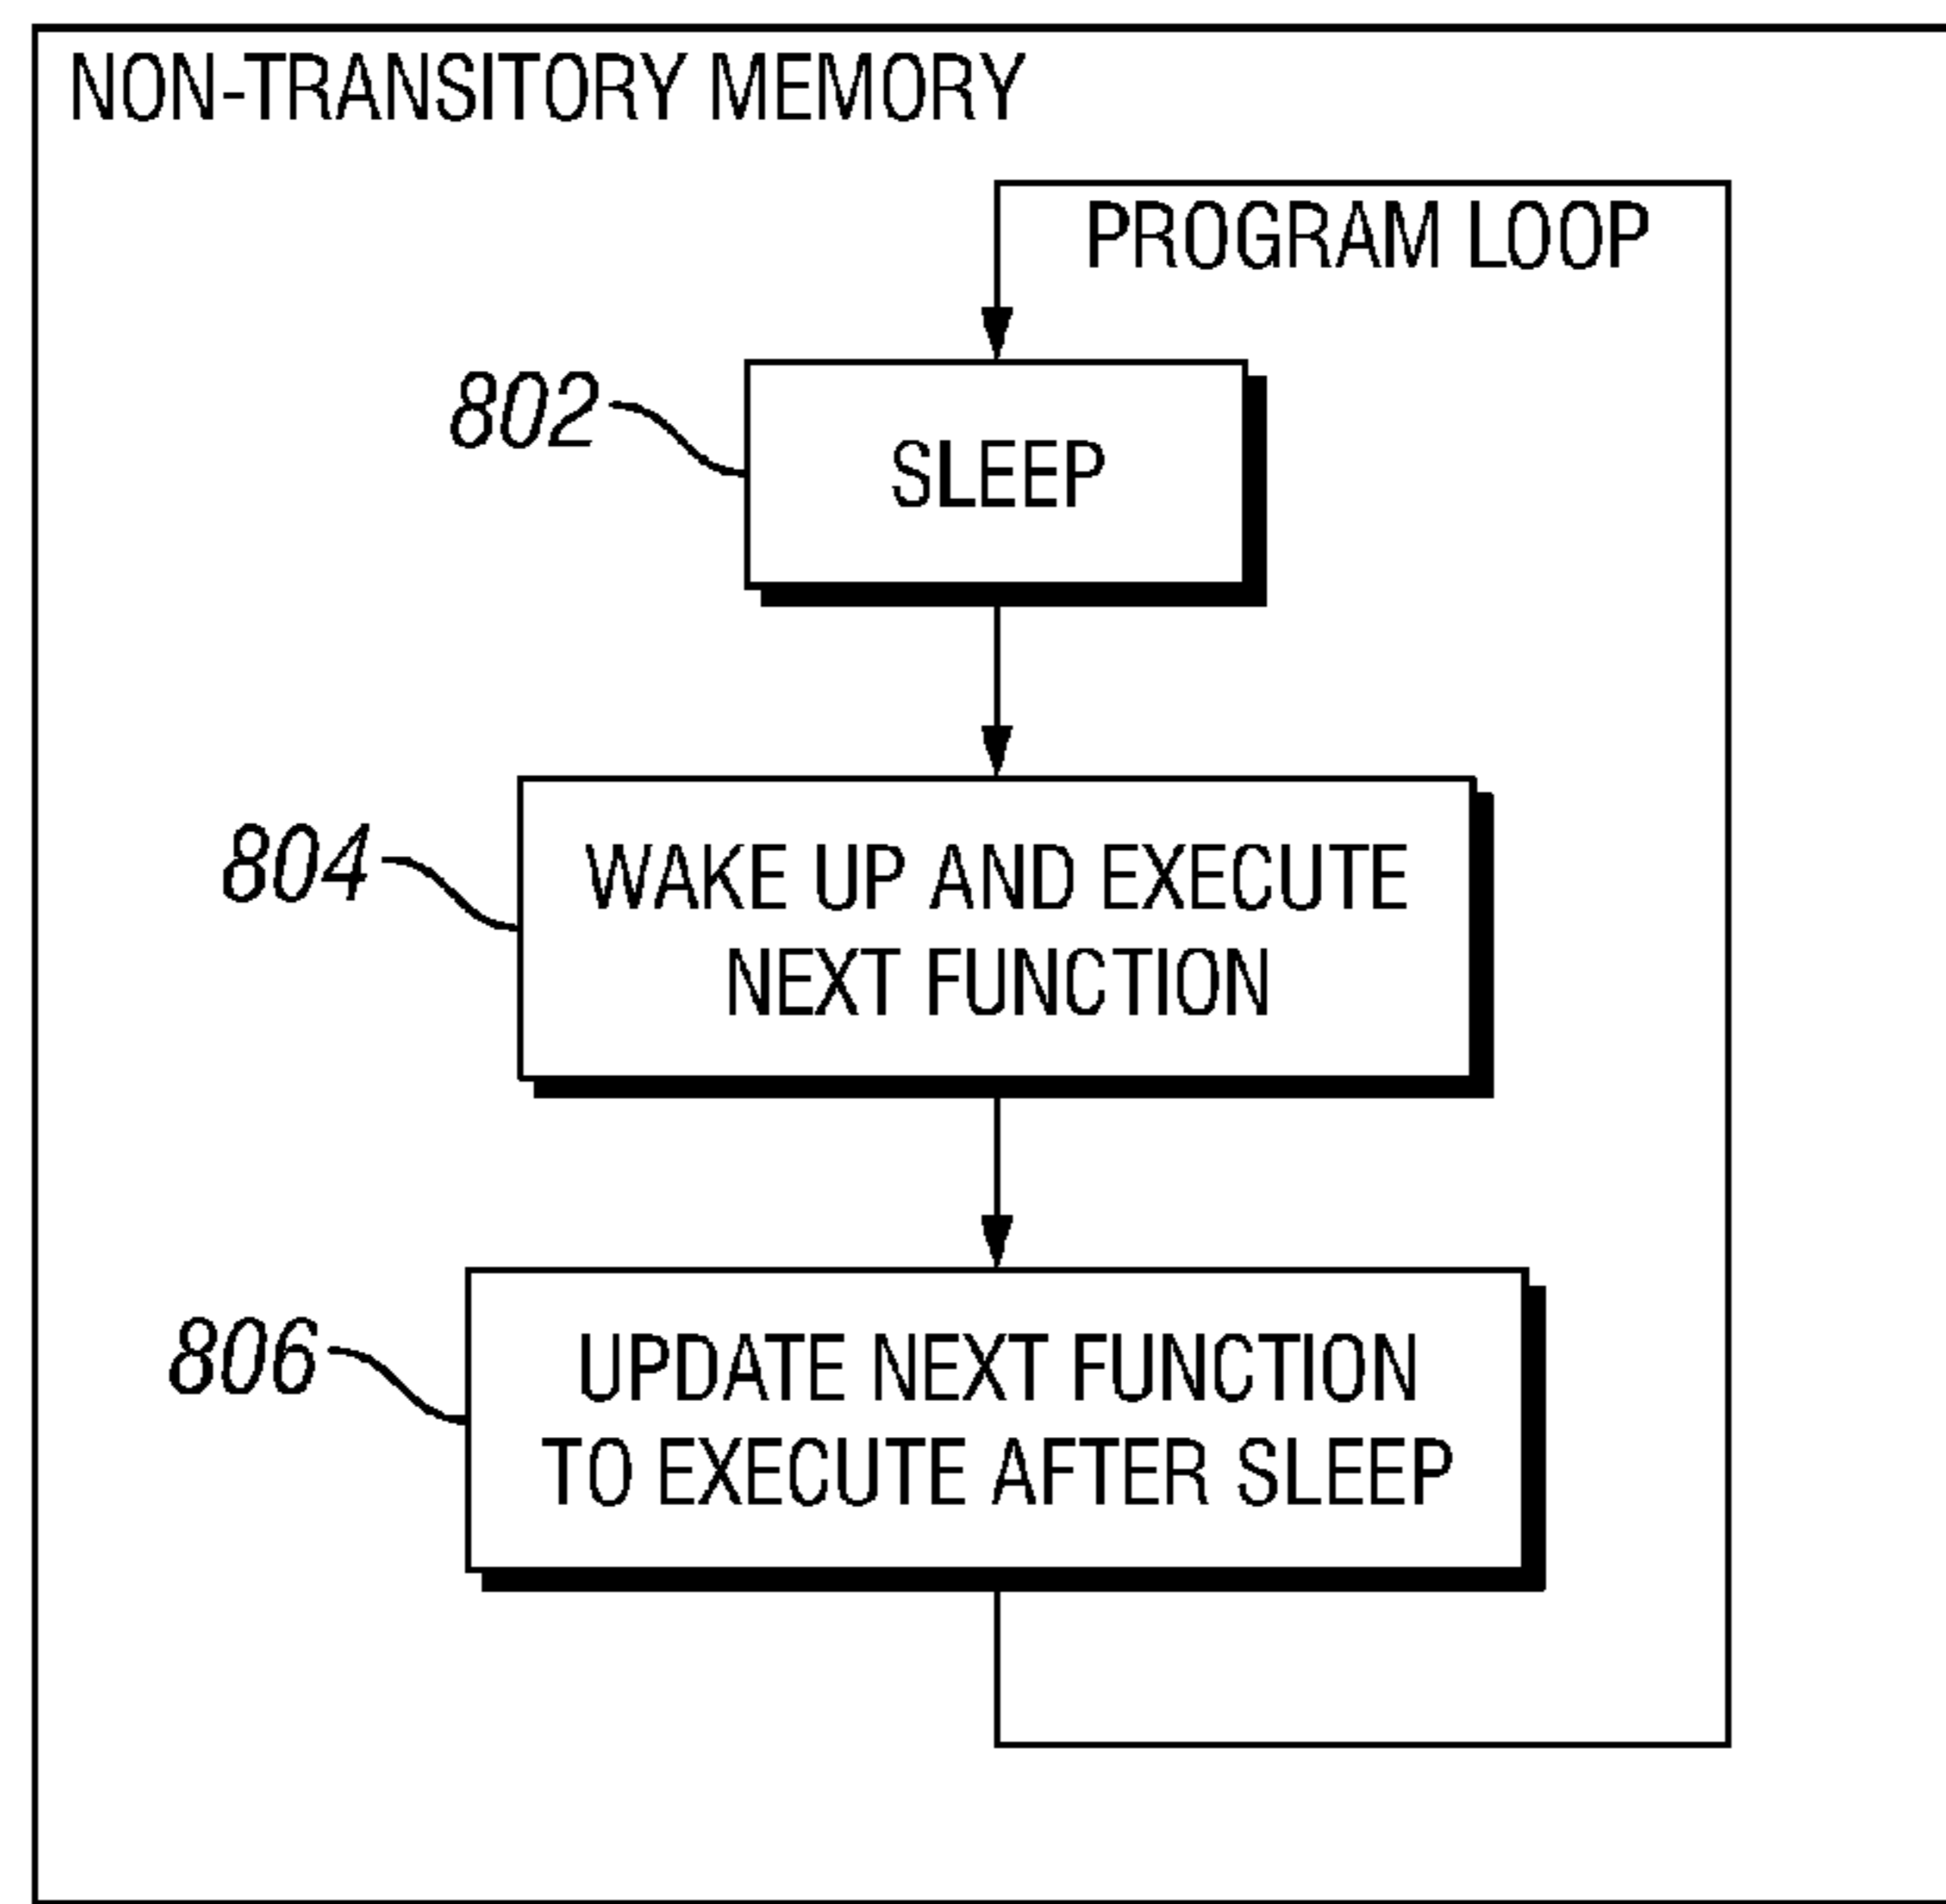 NON-TRANSITORY MEMORY
PROGRAM LOOP
802
SLEEP
804
WAKE UP AND EXECUTE
NEXT FUNCTION
806
UPDATE NEXT FUNCTION
TO EXECUTE AFTER SLEEP